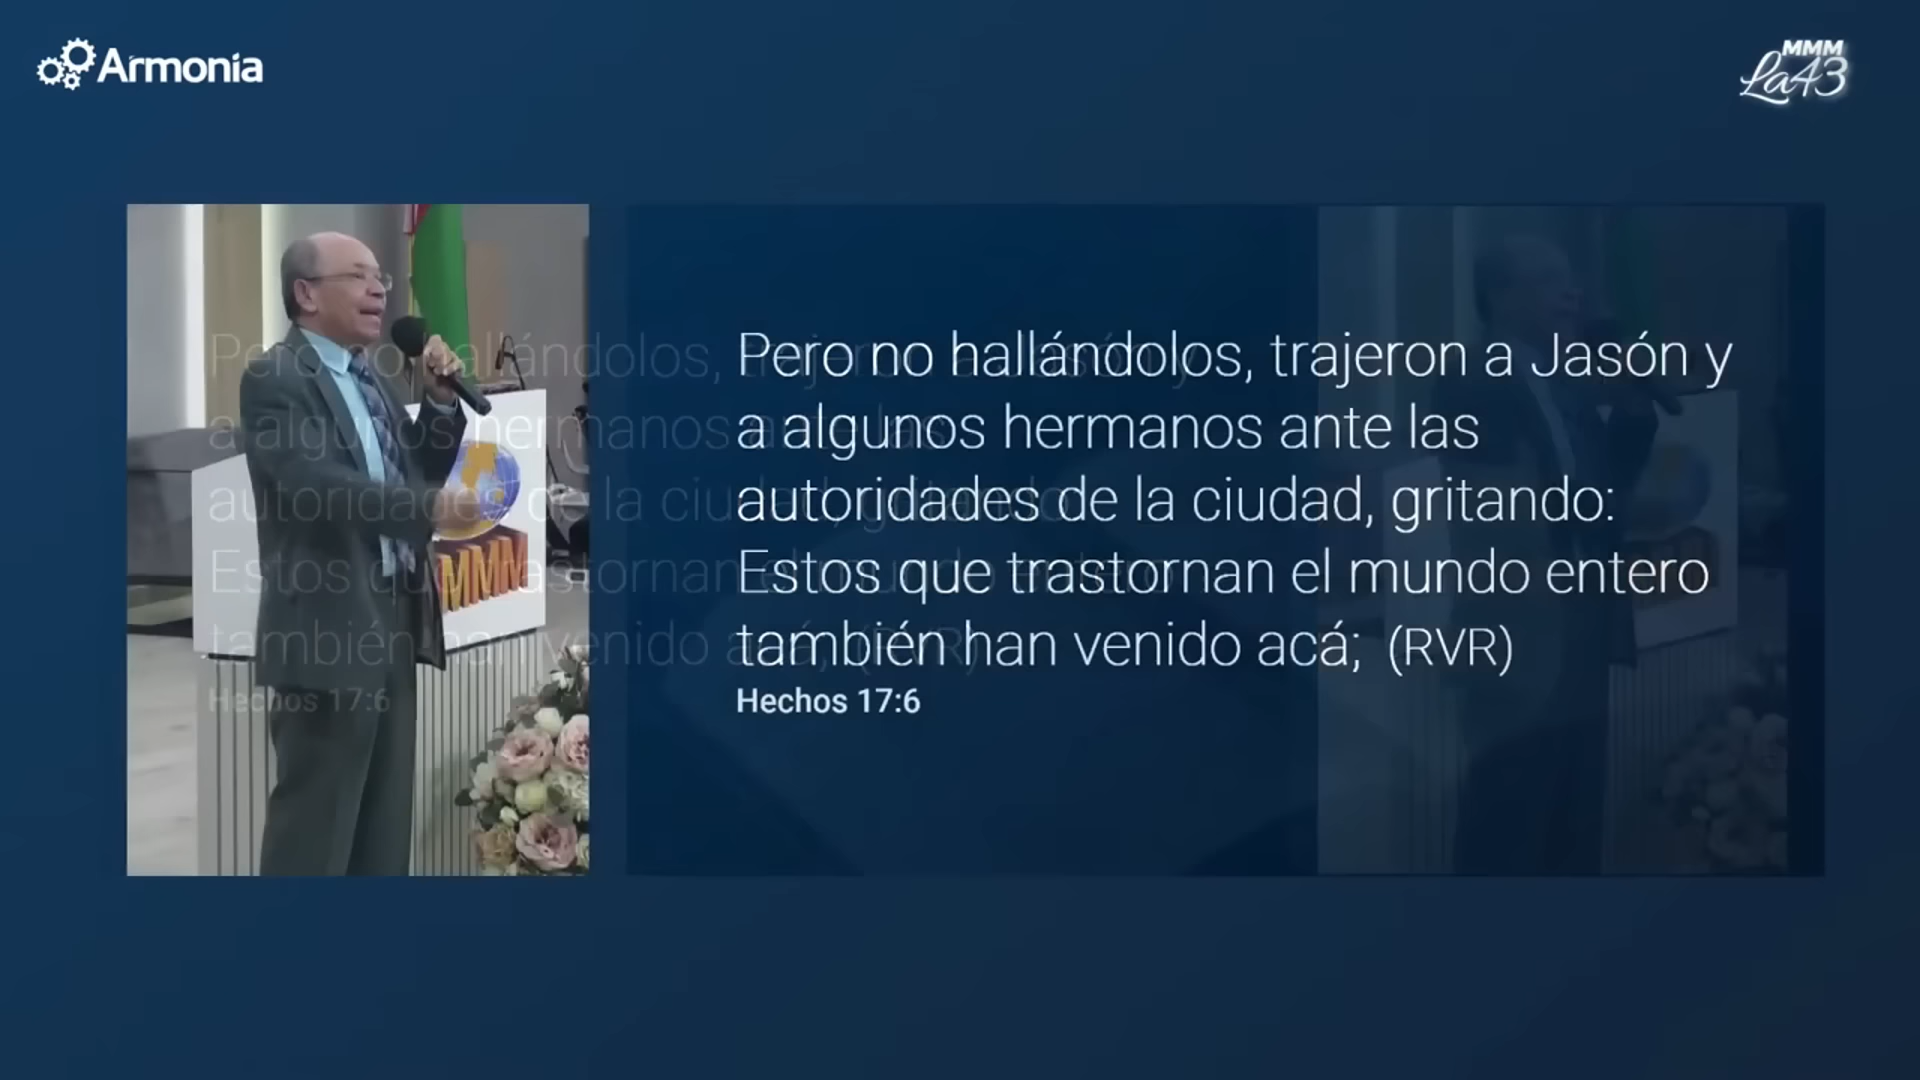 Armonía
MMM
La43
Pero no hallándolos, trajeron a Jasón y
a algunos hermanos ante las
autoridades de la ciudad, gritando:
Estos que trastornan el mundo entero
también han venido acá; (RVR)
Hechos 17:6
MMM